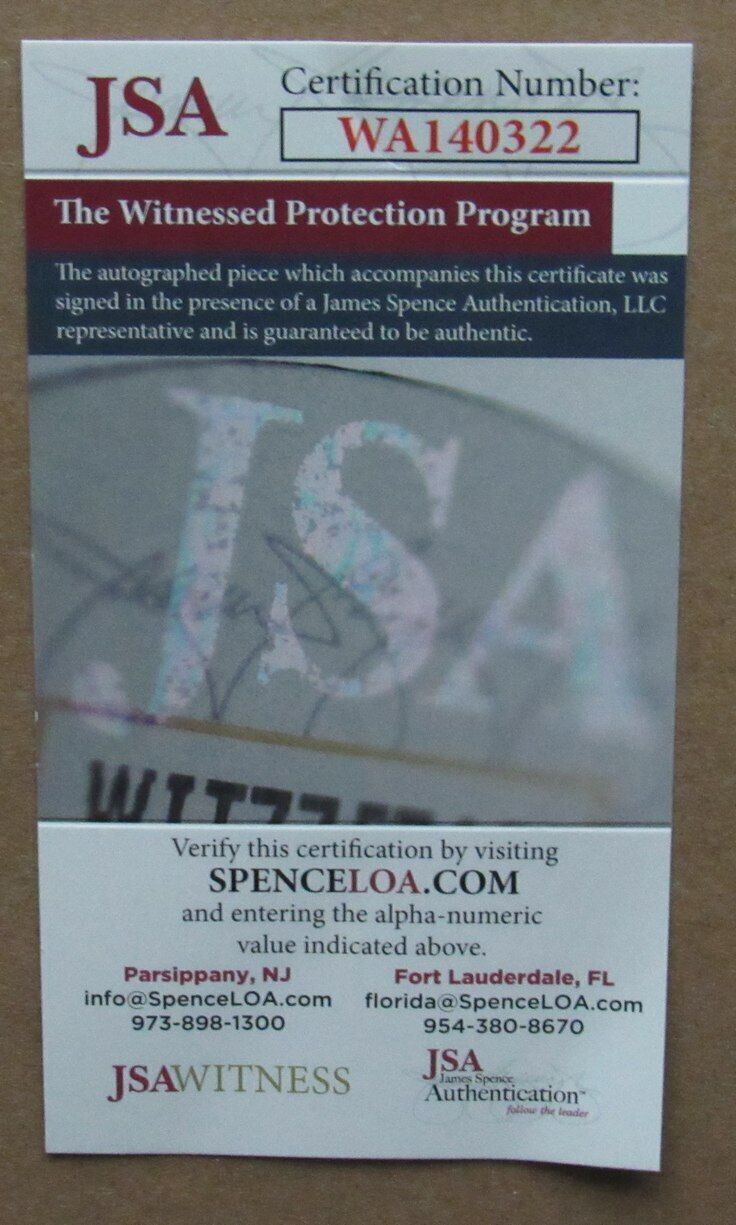 JSA
Certification Number:
WA140322
The Witnessed Protection Program
The autographed piece which accompanies this certificate was
signed in the presence of a James Spence Authentication, LLC
representative and is guaranteed to be authentic.
JSA
Verify this certification by visiting
SPENCELOA.COM
and entering the alpha-numeric
value indicated above.
Parsippany, NJ
info@SpenceLOA.com
973-898-1300
Fort Lauderdale, FL
florida@SpenceLOA.com
954-380-8670
JSAWITNESS
JSA
James Spence
Authentication™
follow the leader